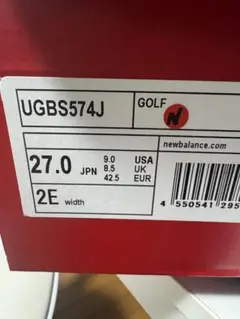 UGBS574J
GOLF N
newbalance.com
27.0 JPN 9.0 USA
8.5 UK
42.5 EUR
2E width
4 550541 295